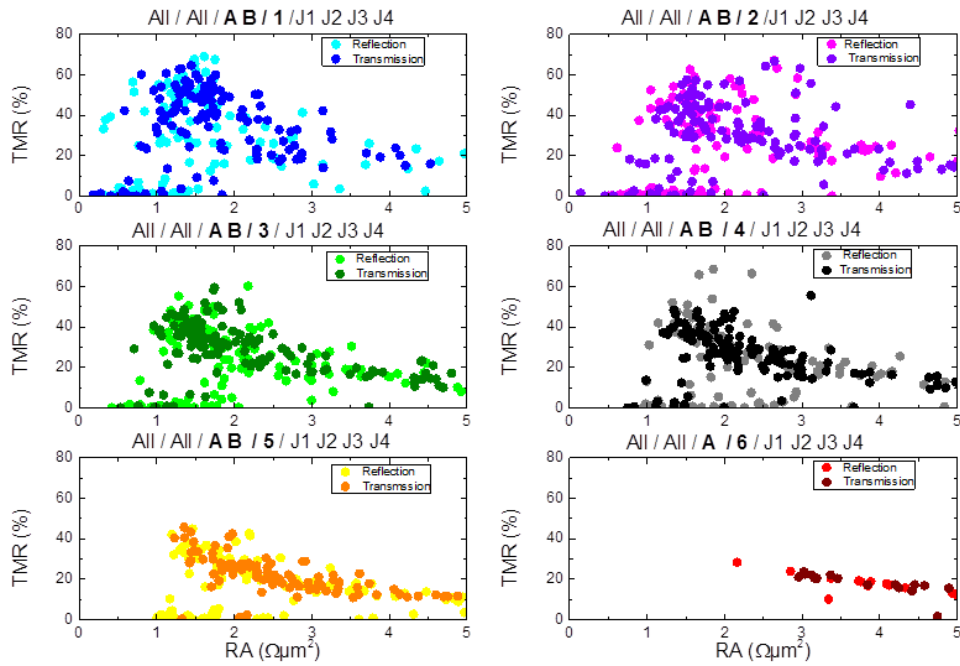 All / All / A B / 1 /J1 J2 J3 J4
80
60
40
20
0
TMR (%)
Reflection
Transmission
0 1 2 3 4 5
All / All / A B / 2 /J1 J2 J3 J4
80
60
40
20
0
TMR (%)
Reflection
Transmission
0 1 2 3 4 5
All / All / A B / 3 / J1 J2 J3 J4
80
60
40
20
0
TMR (%)
Reflection
Transmission
0 1 2 3 4 5
All / All / A B / 4 / J1 J2 J3 J4
80
60
40
20
0
TMR (%)
Reflection
Transmission
0 1 2 3 4 5
All / All / A B / 5 / J1 J2 J3 J4
80
60
40
20
0
TMR (%)
Reflection
Transmssion
0 1 2 3 4 5
RA (Ωµm²)
All / All / A / 6 / J1 J2 J3 J4
80
60
40
20
0
TMR (%)
Reflection
Transmission
0 1 2 3 4 5
RA (Ωµm²)